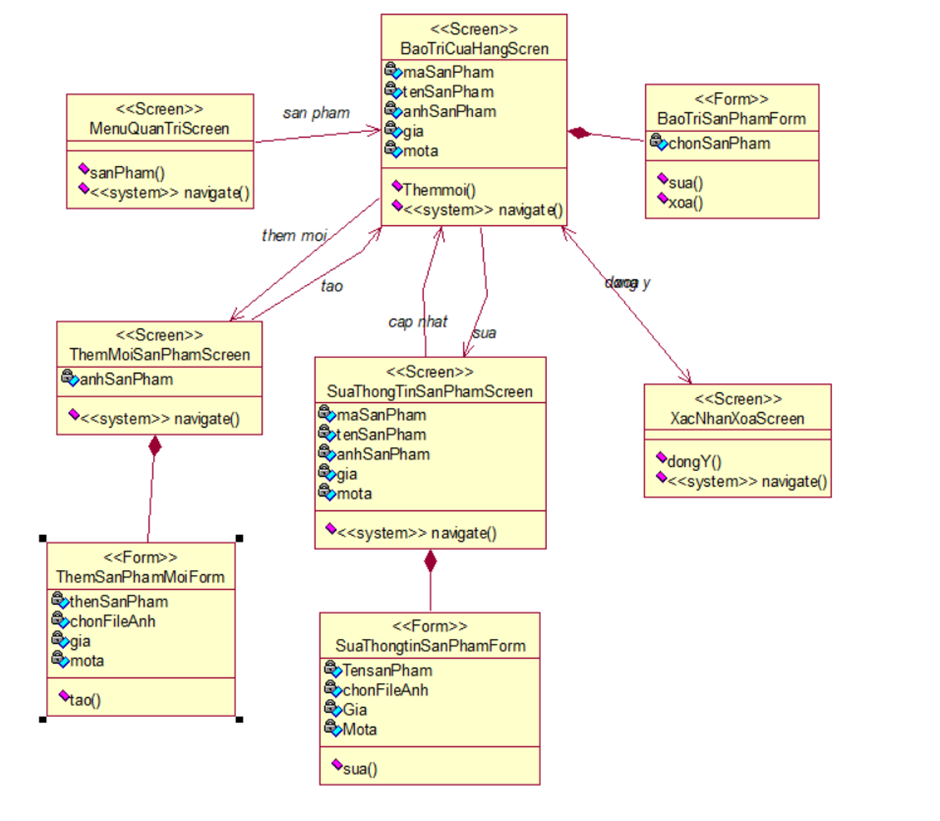 <<Screen>>
BaoTriCuaHangScren
maSanPham
tenSanPham
anhSanPham
gia
mota
Themmoi()
<<system>> navigate()
<<Screen>>
MenuQuanTriScreen
sanPham()
<<system>> navigate()
san pham
<<Form>>
BaoTriSanPhamForm
chonSanPham
sua()
xoa()
them moi
tao
cap nhat
sua
<<Screen>>
ThemMoiSanPhamScreen
anhSanPham
<<system>> navigate()
<<Screen>>
SuaThongTinSanPhamScreen
maSanPham
tenSanPham
anhSanPham
gia
mota
<<system>> navigate()
<<Screen>>
XacNhanXoaScreen
dongY()
<<system>> navigate()
<<Form>>
ThemSanPhamMoiForm
thenSanPham
chonFileAnh
gia
mota
tao()
<<Form>>
SuaThongtinSanPhamForm
TensanPham
chonFileAnh
Gia
Mota
sua()